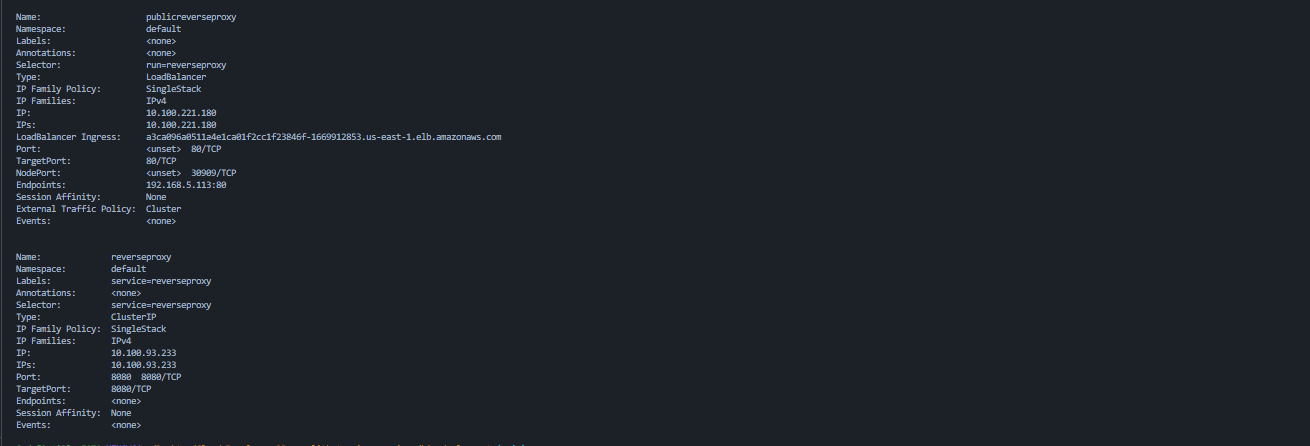 Name: publicreverseproxy
Namespace: default
Labels: <none>
Annotations: <none>
Selector: run=reverseproxy
Type: LoadBalancer
IP Family Policy: SingleStack
IP Families: IPv4
IP: 10.100.221.180
IPs: 10.100.221.180
LoadBalancer Ingress: a3ca096a0511a4e1ca01f2cc1f23846f-1669912853.us-east-1.elb.amazonaws.com
Port: <unset> 80/TCP
TargetPort: 80/TCP
NodePort: <unset> 30909/TCP
Endpoints: 192.168.5.113:80
Session Affinity: None
External Traffic Policy: Cluster
Events: <none>
Name: reverseproxy
Namespace: default
Labels: service=reverseproxy
Annotations: <none>
Selector: service=reverseproxy
Type: ClusterIP
IP Family Policy: SingleStack
IP Families: IPv4
IP: 10.100.93.233
IPs: 10.100.93.233
Port: 8080 8080/TCP
TargetPort: 8080/TCP
Endpoints: <none>
Session Affinity: None
Events: <none>